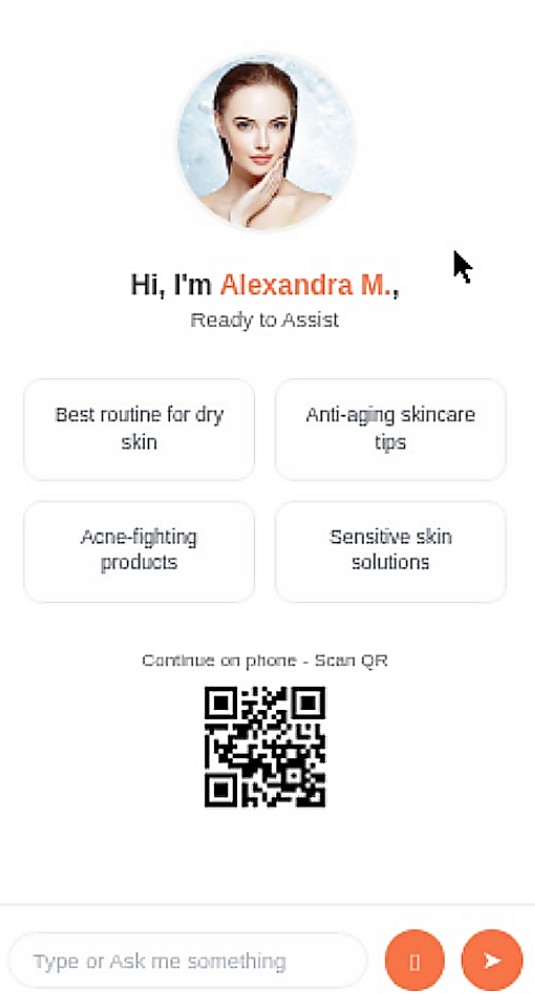 Hi, I'm Alexandra M.,
Ready to Assist
Best routine for dry
skin
Anti-aging skincare
tips
Acne-fighting
products
Sensitive skin
solutions
Continue on phone - Scan QR
Type or Ask me something